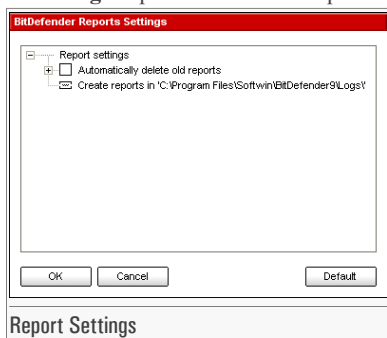 BitDefender Reports Settings
Report settings
Automatically delete old reports
Create reports in 'C:\Program Files\Softwin\BitDefender9\Logs\'
OK Cancel Default
Report Settings